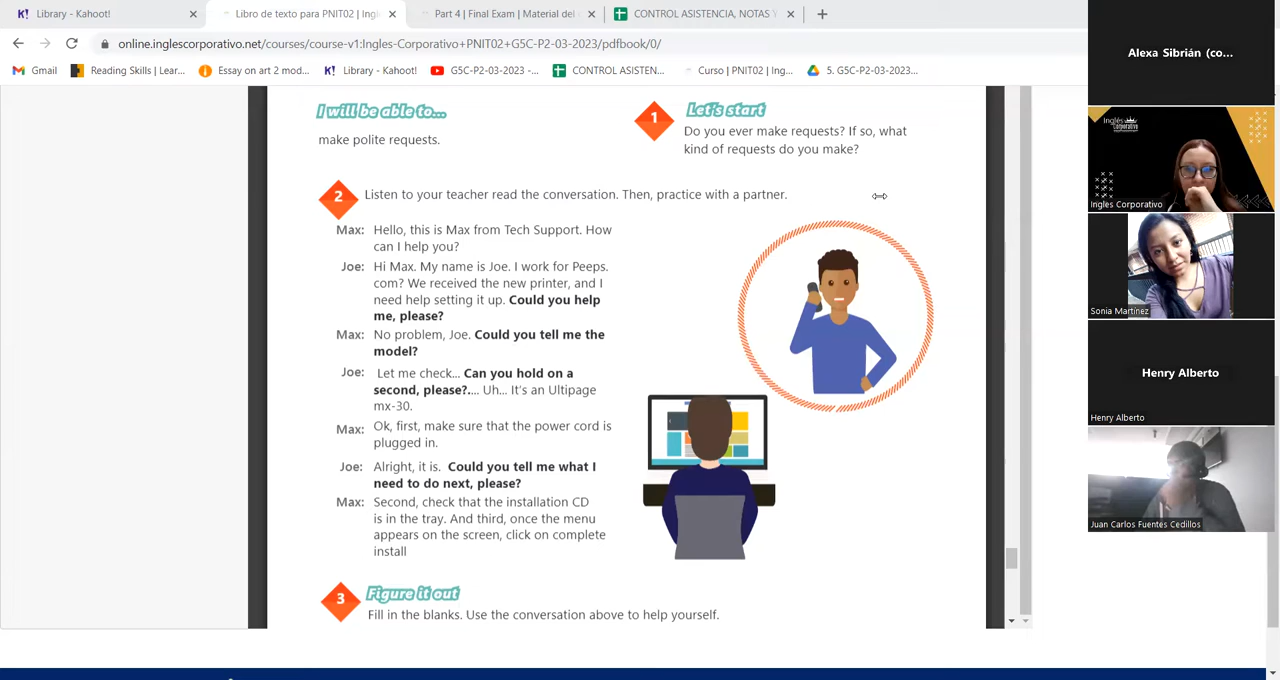 Library - Kahoot!
Libro de texto para PNIT02 | Ingl
Part 4 | Final Exam | Material del
CONTROL ASISTENCIA, NOTAS Y
online.inglescorporativo.net/courses/course-v1:Ingles-Corporativo+PNIT02+G5C-P2-03-2023/pdfbook/0/
Gmail
Reading Skills | Lear...
Essay on art 2 mod...
Library - Kahoot!
G5C-P2-03-2023 -...
CONTROL ASISTEN...
Curso | PNIT02 | Ing...
5. G5C-P2-03-2023...
I will be able to...
make polite requests.
1
Let's start
Do you ever make requests? If so, what
kind of requests do you make?
2
Listen to your teacher read the conversation. Then, practice with a partner.
Max: Hello, this is Max from Tech Support. How
can I help you?
Joe: Hi Max. My name is Joe. I work for Peeps.
com? We received the new printer, and I
need help setting it up. Could you help
me, please?
Max: No problem, Joe. Could you tell me the
model?
Joe: Let me check... Can you hold on a
second, please?.... Uh... It's an Ultipage
mx-30.
Max: Ok, first, make sure that the power cord is
plugged in.
Joe: Alright, it is. Could you tell me what I
need to do next, please?
Max: Second, check that the installation CD
is in the tray. And third, once the menu
appears on the screen, click on complete
install
3
Figure it out
Fill in the blanks. Use the conversation above to help yourself.
Alexa Sibrián (co...
Inglés
Corporativo
Ingles Corporativo
Sonia Martínez
Henry Alberto
Henry Alberto
Juan Carlos Fuentes Cedillos